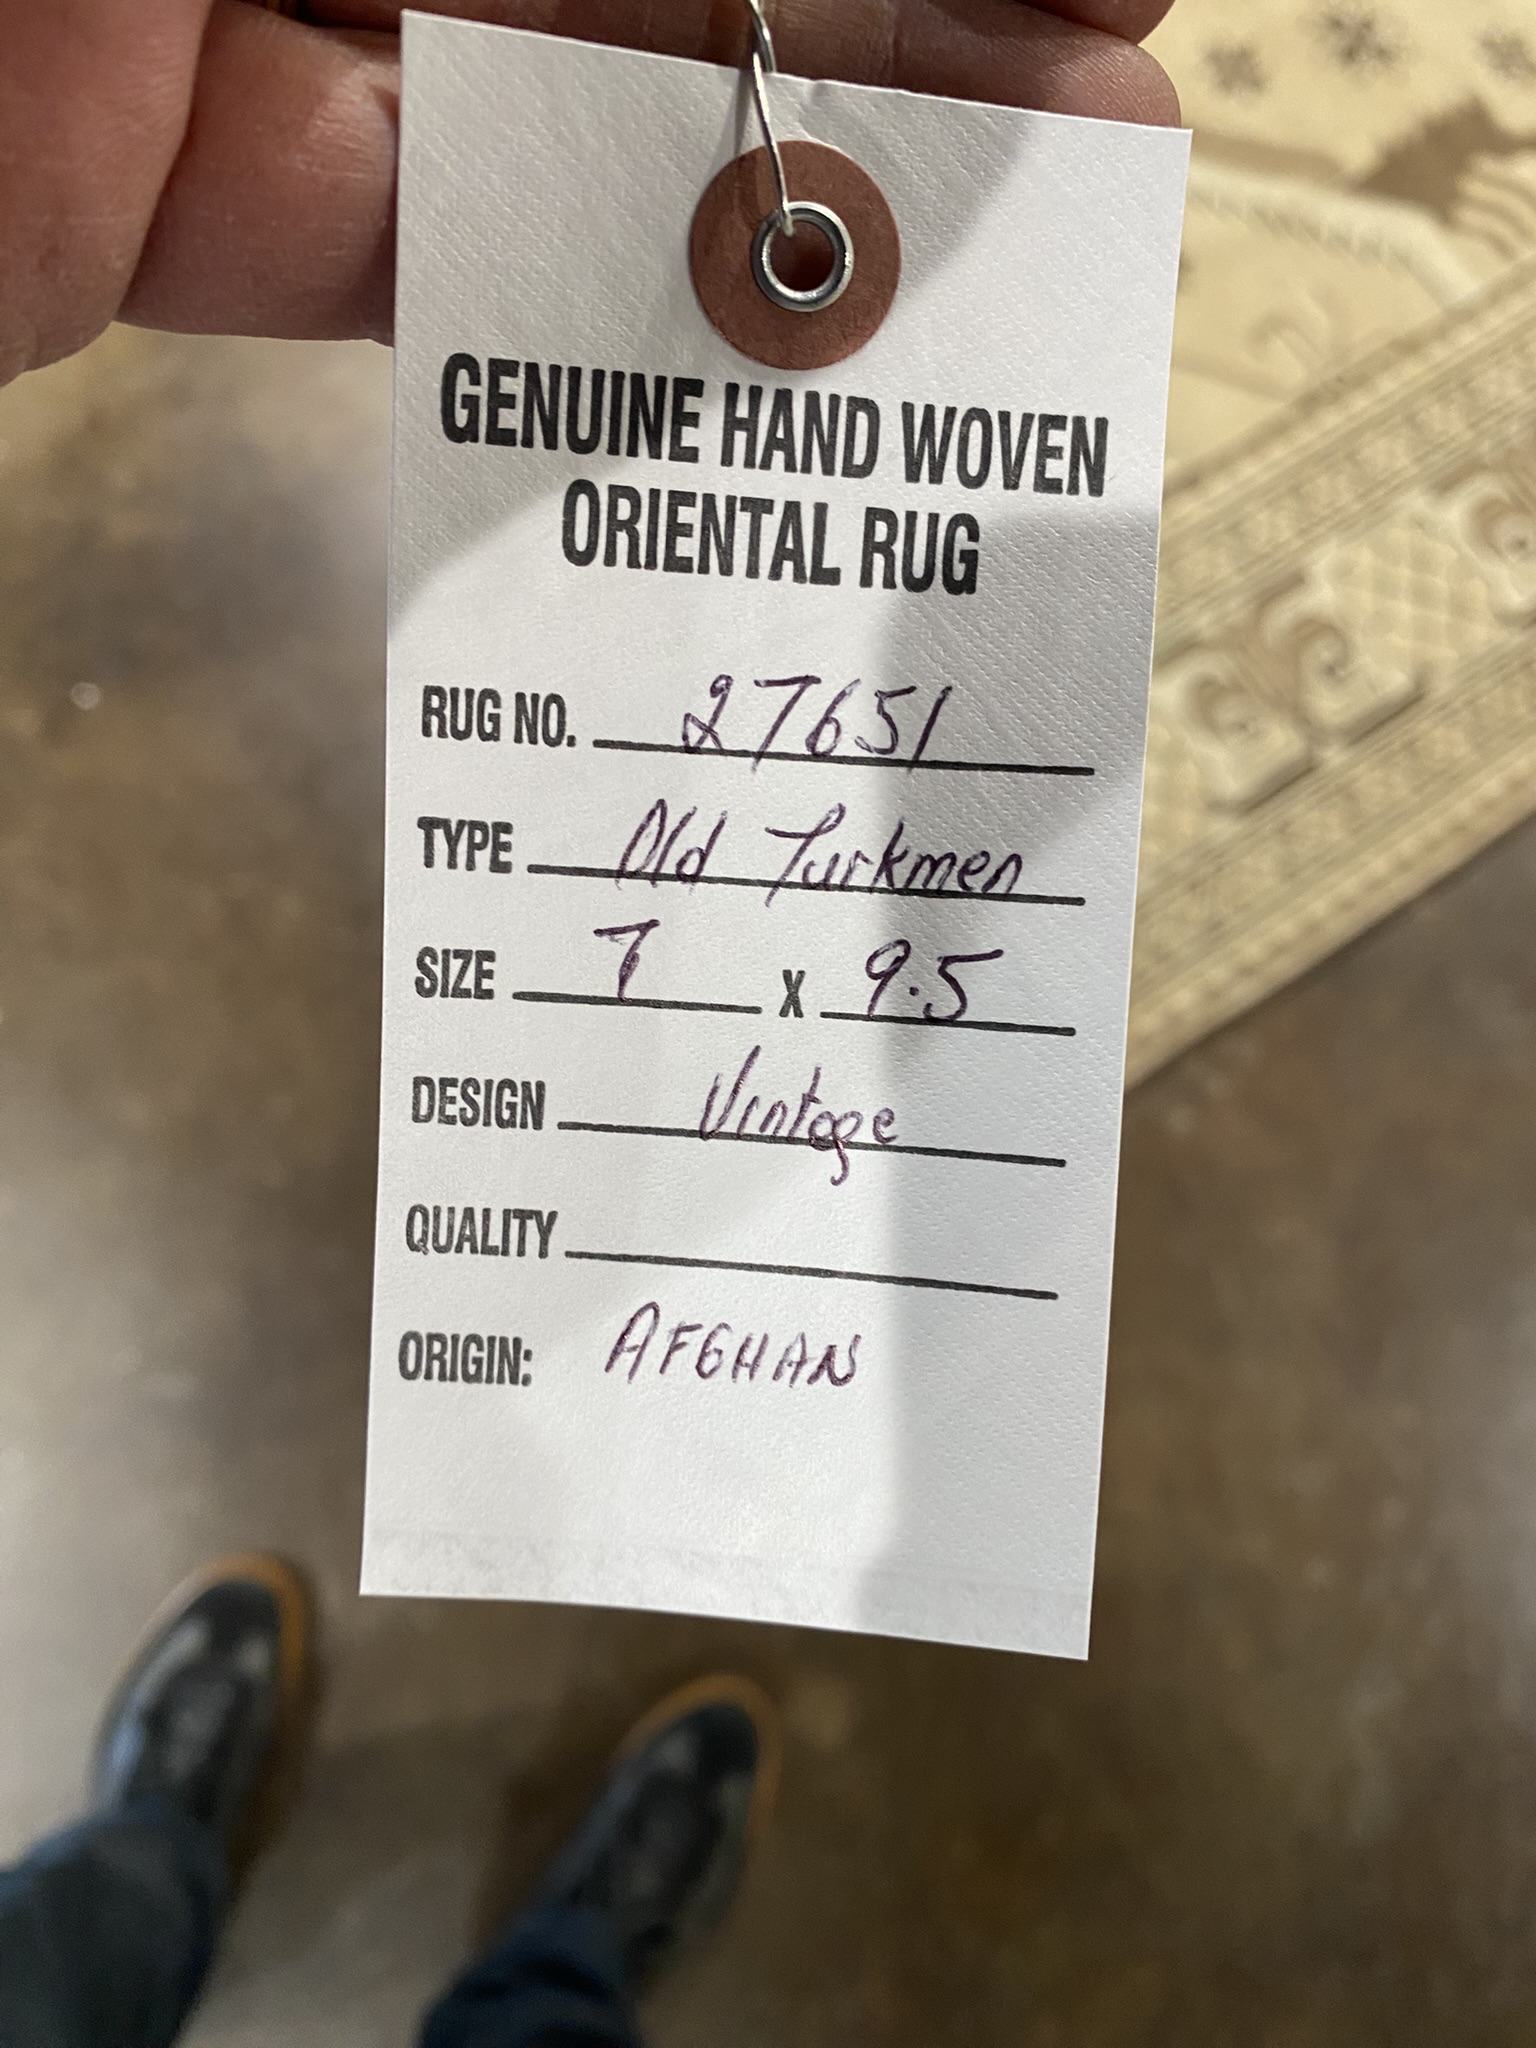 GENUINE HAND WOVEN
ORIENTAL RUG
RUG NO. 27651
TYPE Old Turkmen
SIZE 7 X 9.5
DESIGN Vintage
QUALITY
ORIGIN: AFGHAN